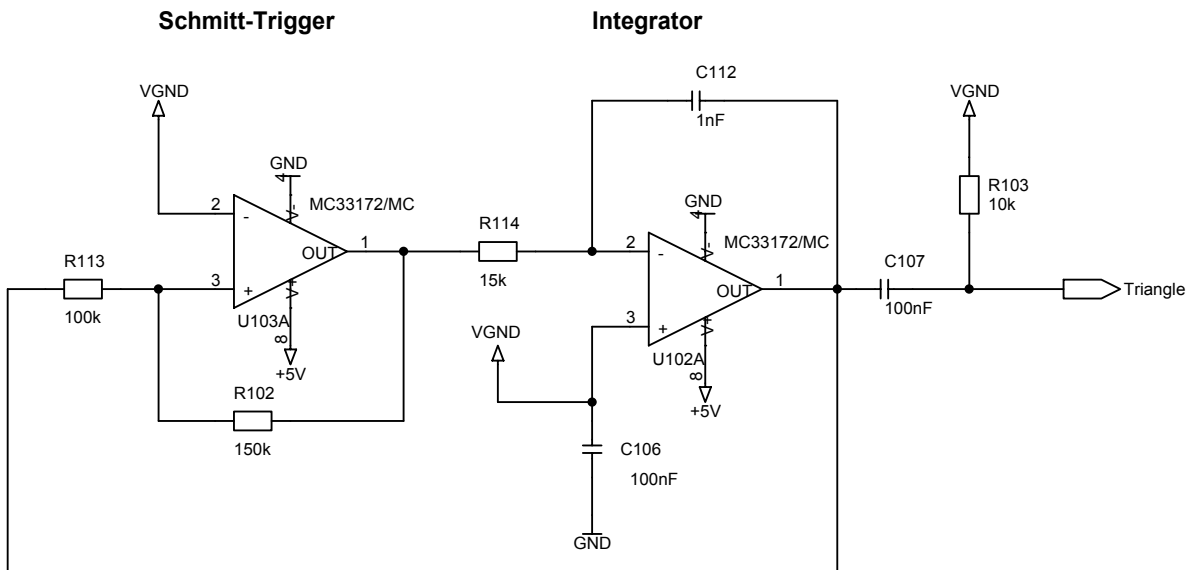 Schmitt-Trigger
Integrator
C112
1nF
VGND
VGND
GND
4
V-
MC33172/MC
2
-
OUT
1
3
+
V+
U103A
8
+5V
R113
100k
R102
150k
R114
15k
GND
4
V-
MC33172/MC
2
-
OUT
1
3
+
V+
U102A
8
+5V
VGND
C106
100nF
GND
R103
10k
C107
100nF
Triangle